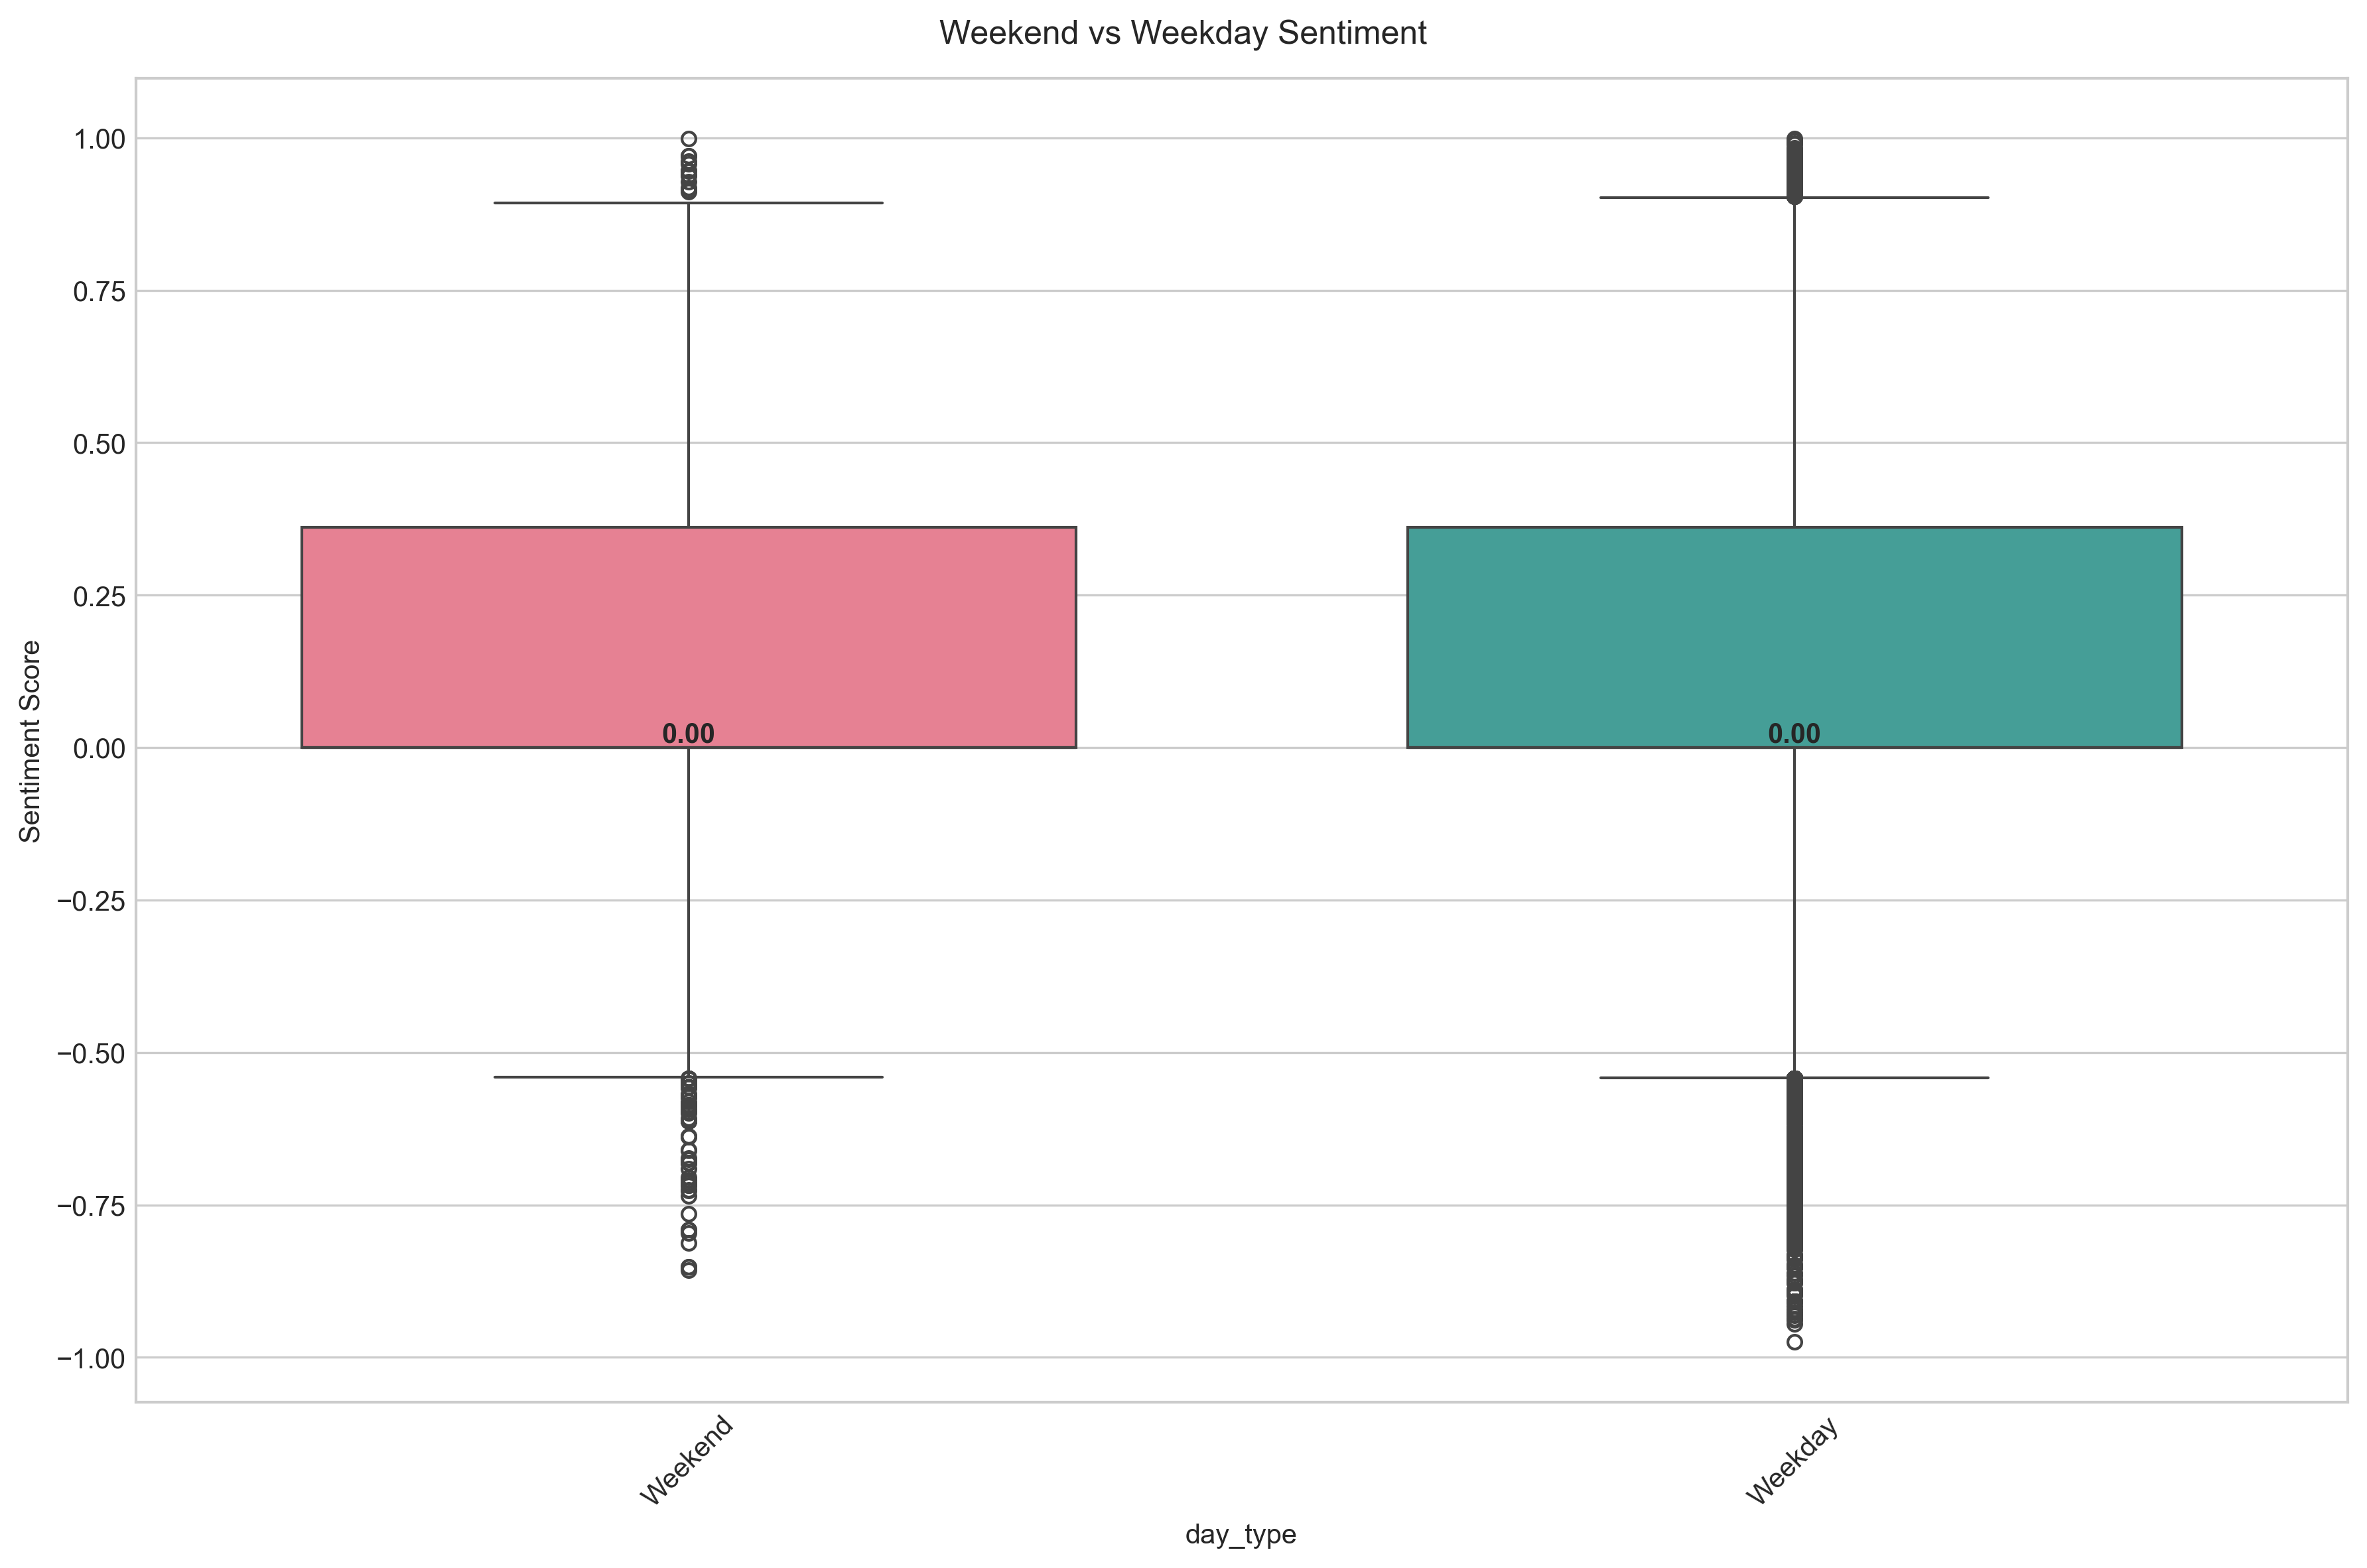 Weekend vs Weekday Sentiment
Sentiment Score
1.00
0.75
0.50
0.25
0.00
−0.25
−0.50
−0.75
−1.00
0.00
0.00
Weekend
Weekday
day_type